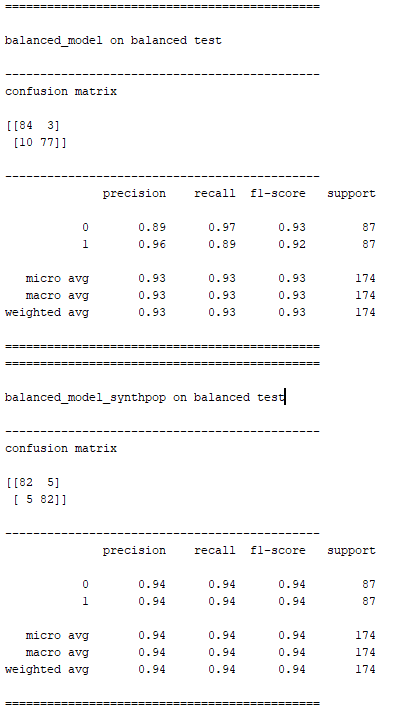 =============================================
balanced_model on balanced test
---------------------------------------------
confusion matrix
[[84  3]
 [10 77]]
---------------------------------------------
              precision    recall  f1-score   support
           0       0.89      0.97      0.93        87
           1       0.96      0.89      0.92        87
   micro avg       0.93      0.93      0.93       174
   macro avg       0.93      0.93      0.93       174
weighted avg       0.93      0.93      0.93       174
=============================================
=============================================
balanced_model_synthpop on balanced test
---------------------------------------------
confusion matrix
[[82  5]
 [ 5 82]]
---------------------------------------------
              precision    recall  f1-score   support
           0       0.94      0.94      0.94        87
           1       0.94      0.94      0.94        87
   micro avg       0.94      0.94      0.94       174
   macro avg       0.94      0.94      0.94       174
weighted avg       0.94      0.94      0.94       174
=============================================